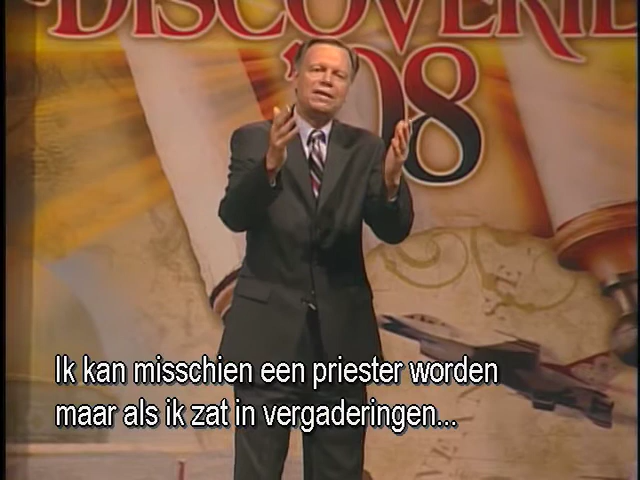 DISCOVERIE
'08
Ik kan misschien een priester worden
maar als ik zat in vergaderingen...